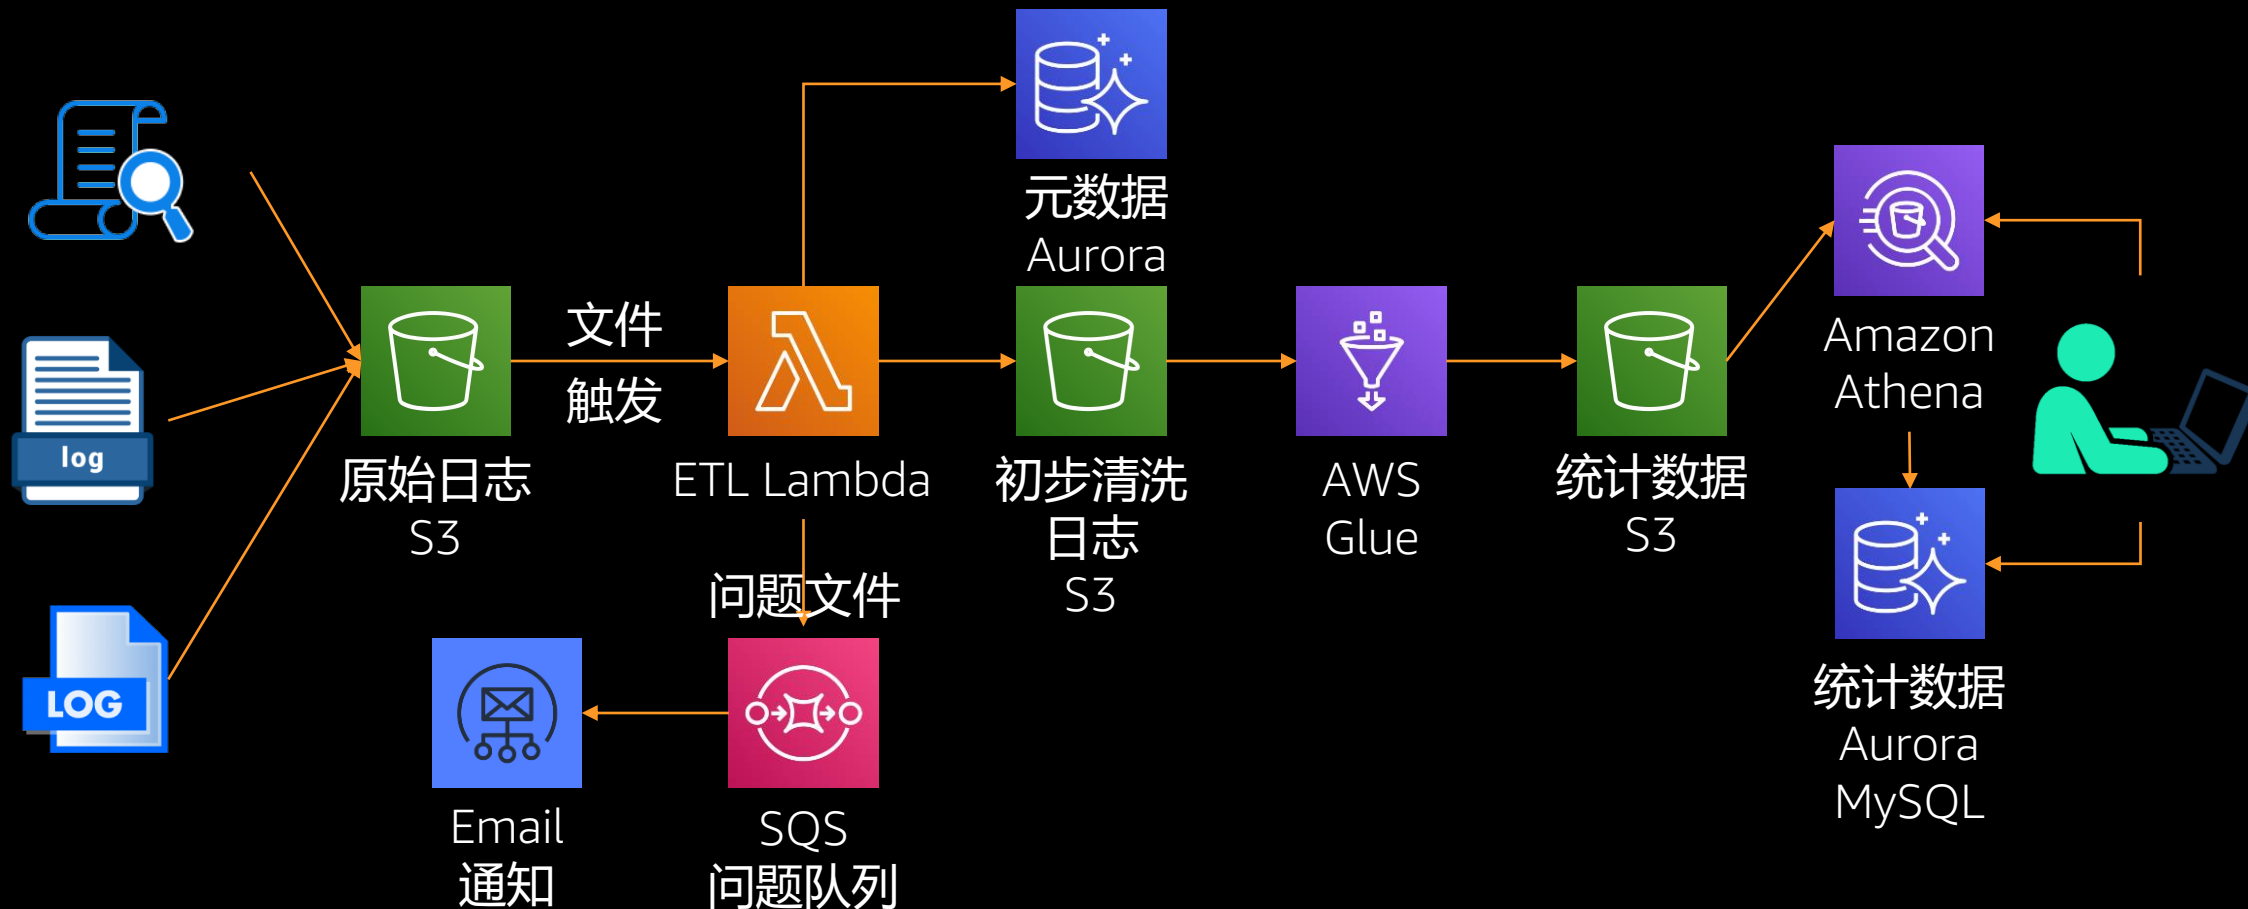 元数据
Aurora
log
LOG
原始日志
S3
文件
触发
ETL Lambda
问题文件
初步清洗
日志
S3
AWS
Glue
统计数据
S3
Amazon
Athena
统计数据
Aurora
MySQL
Email
通知
SQS
问题队列